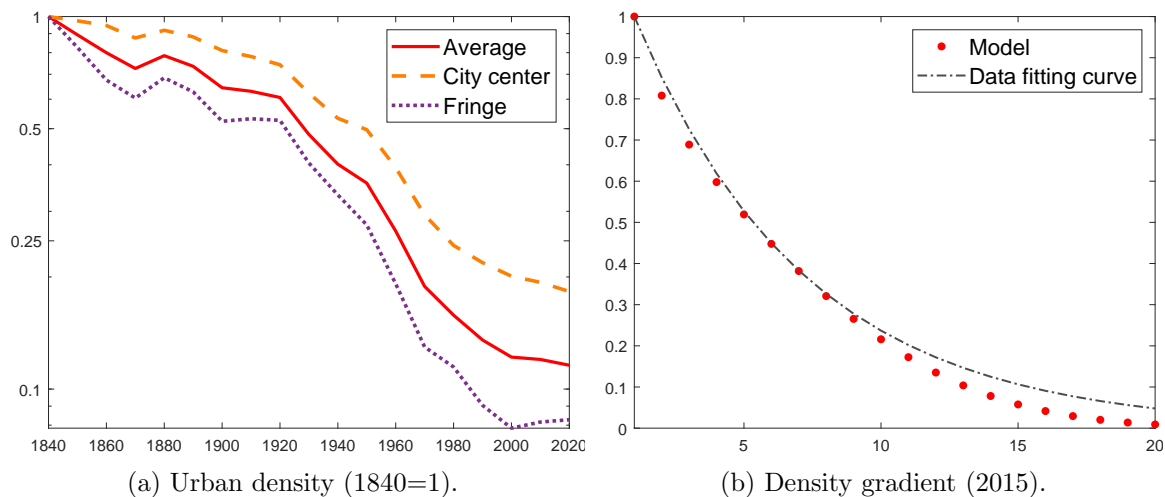 1
0.5
0.25
0.1
1840 1860 1880 1900 1920 1940 1960 1980 2000 2020
Average
City center
Fringe
(a) Urban density (1840=1).
1
0.9
0.8
0.7
0.6
0.5
0.4
0.3
0.2
0.1
0
5 10 15 20
Model
Data fitting curve
(b) Density gradient (2015).